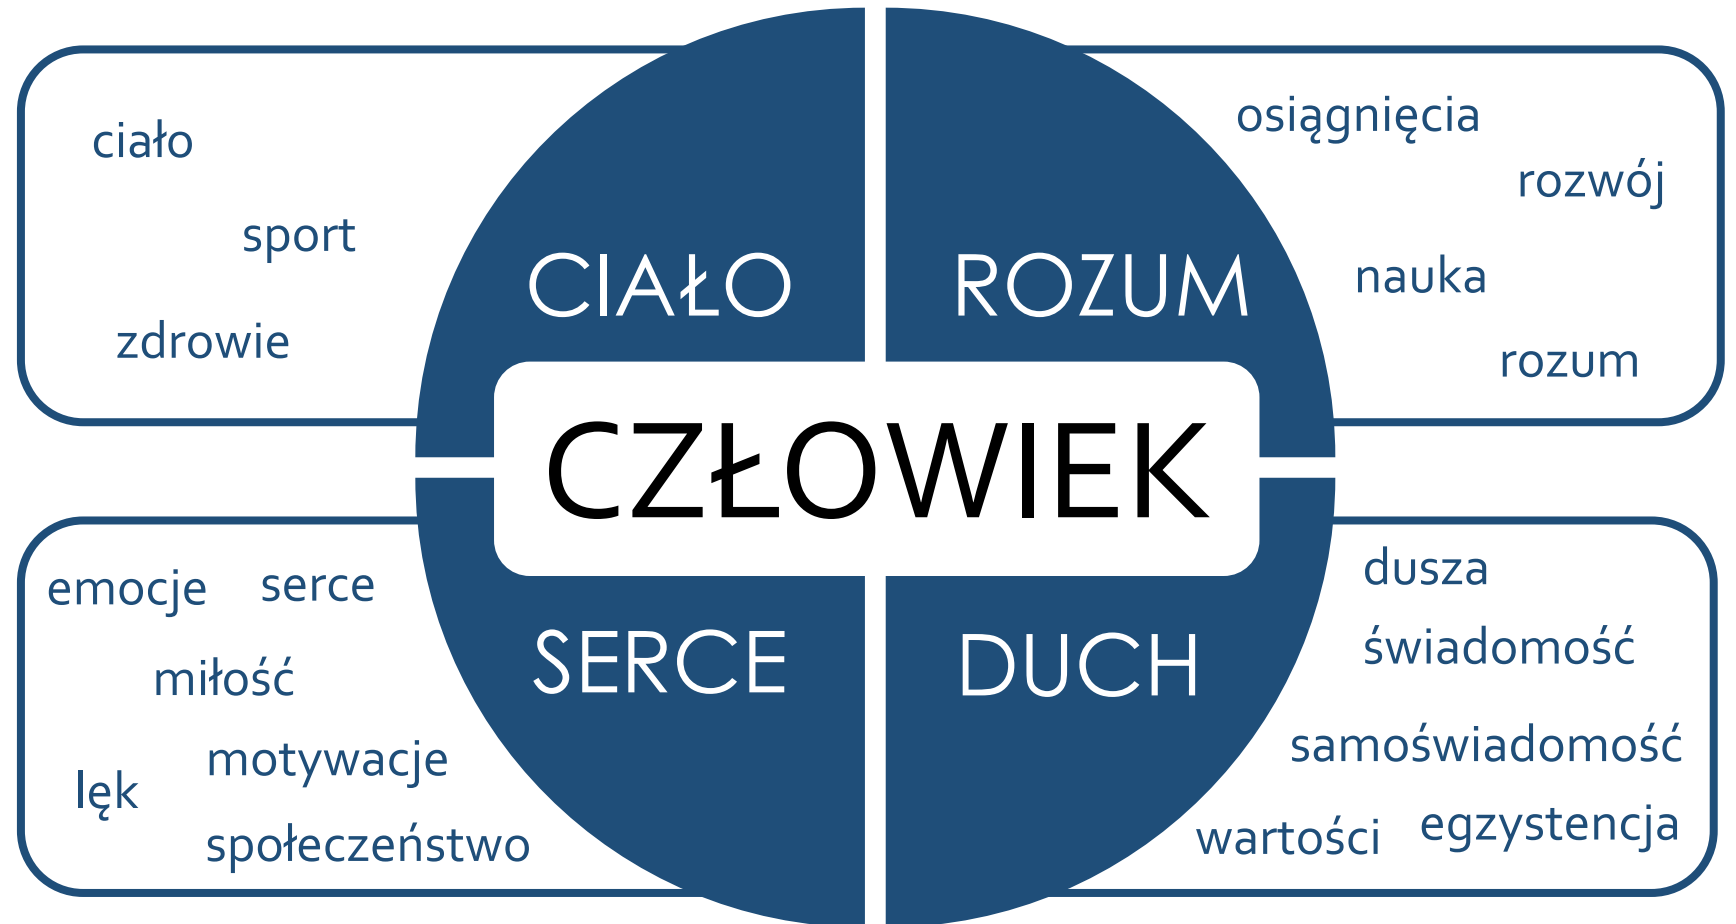 ciało
sport
zdrowie
CIAŁO
ROZUM
osiągnięcia
rozwój
nauka
rozum
CZŁOWIEK
emocje serce
miłość
motywacje
lęk
społeczeństwo
SERCE
DUCH
dusza
świadomość
samoświadomość
wartości egzystencja